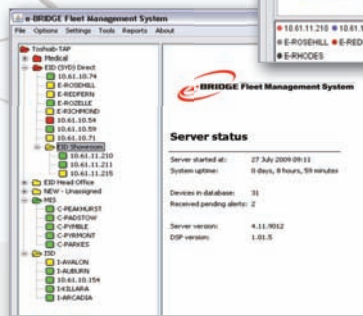 e-BRIDGE Fleet Management System
File Options Settings Tools Reports About
Toshiab-TAP
Medical
EID (SYD) Direct
10.61.10.74
E-ROSEHILL
E-REDFERN
E-ROZELLE
E-RICHMOND
10.61.10.54
10.61.10.59
10.61.10.71
EID Showroom
10.61.11.210
10.61.11.211
10.61.11.215
EID Head Office
NEW - Unassigned
MES
C-PEAKHURST
C-PADSTOW
C-PYMBLE
C-PYRMONT
C-PARKES
ISD
I-AVALON
I-AUBURN
10.61.10.154
I-KILLARA
I-ARCADIA
10.61.11.210 10.61.1
E-ROSEHILL E-RED
E-RHODES
e-BRIDGE Fleet Management System
Server status
Server started at: 27 July 2009 09:11
System uptime: 0 days, 8 hours, 59 minutes
Devices in database: 31
Received pending alerts: 2
Server version: 4.11.9012
DSP version: 1.01.5